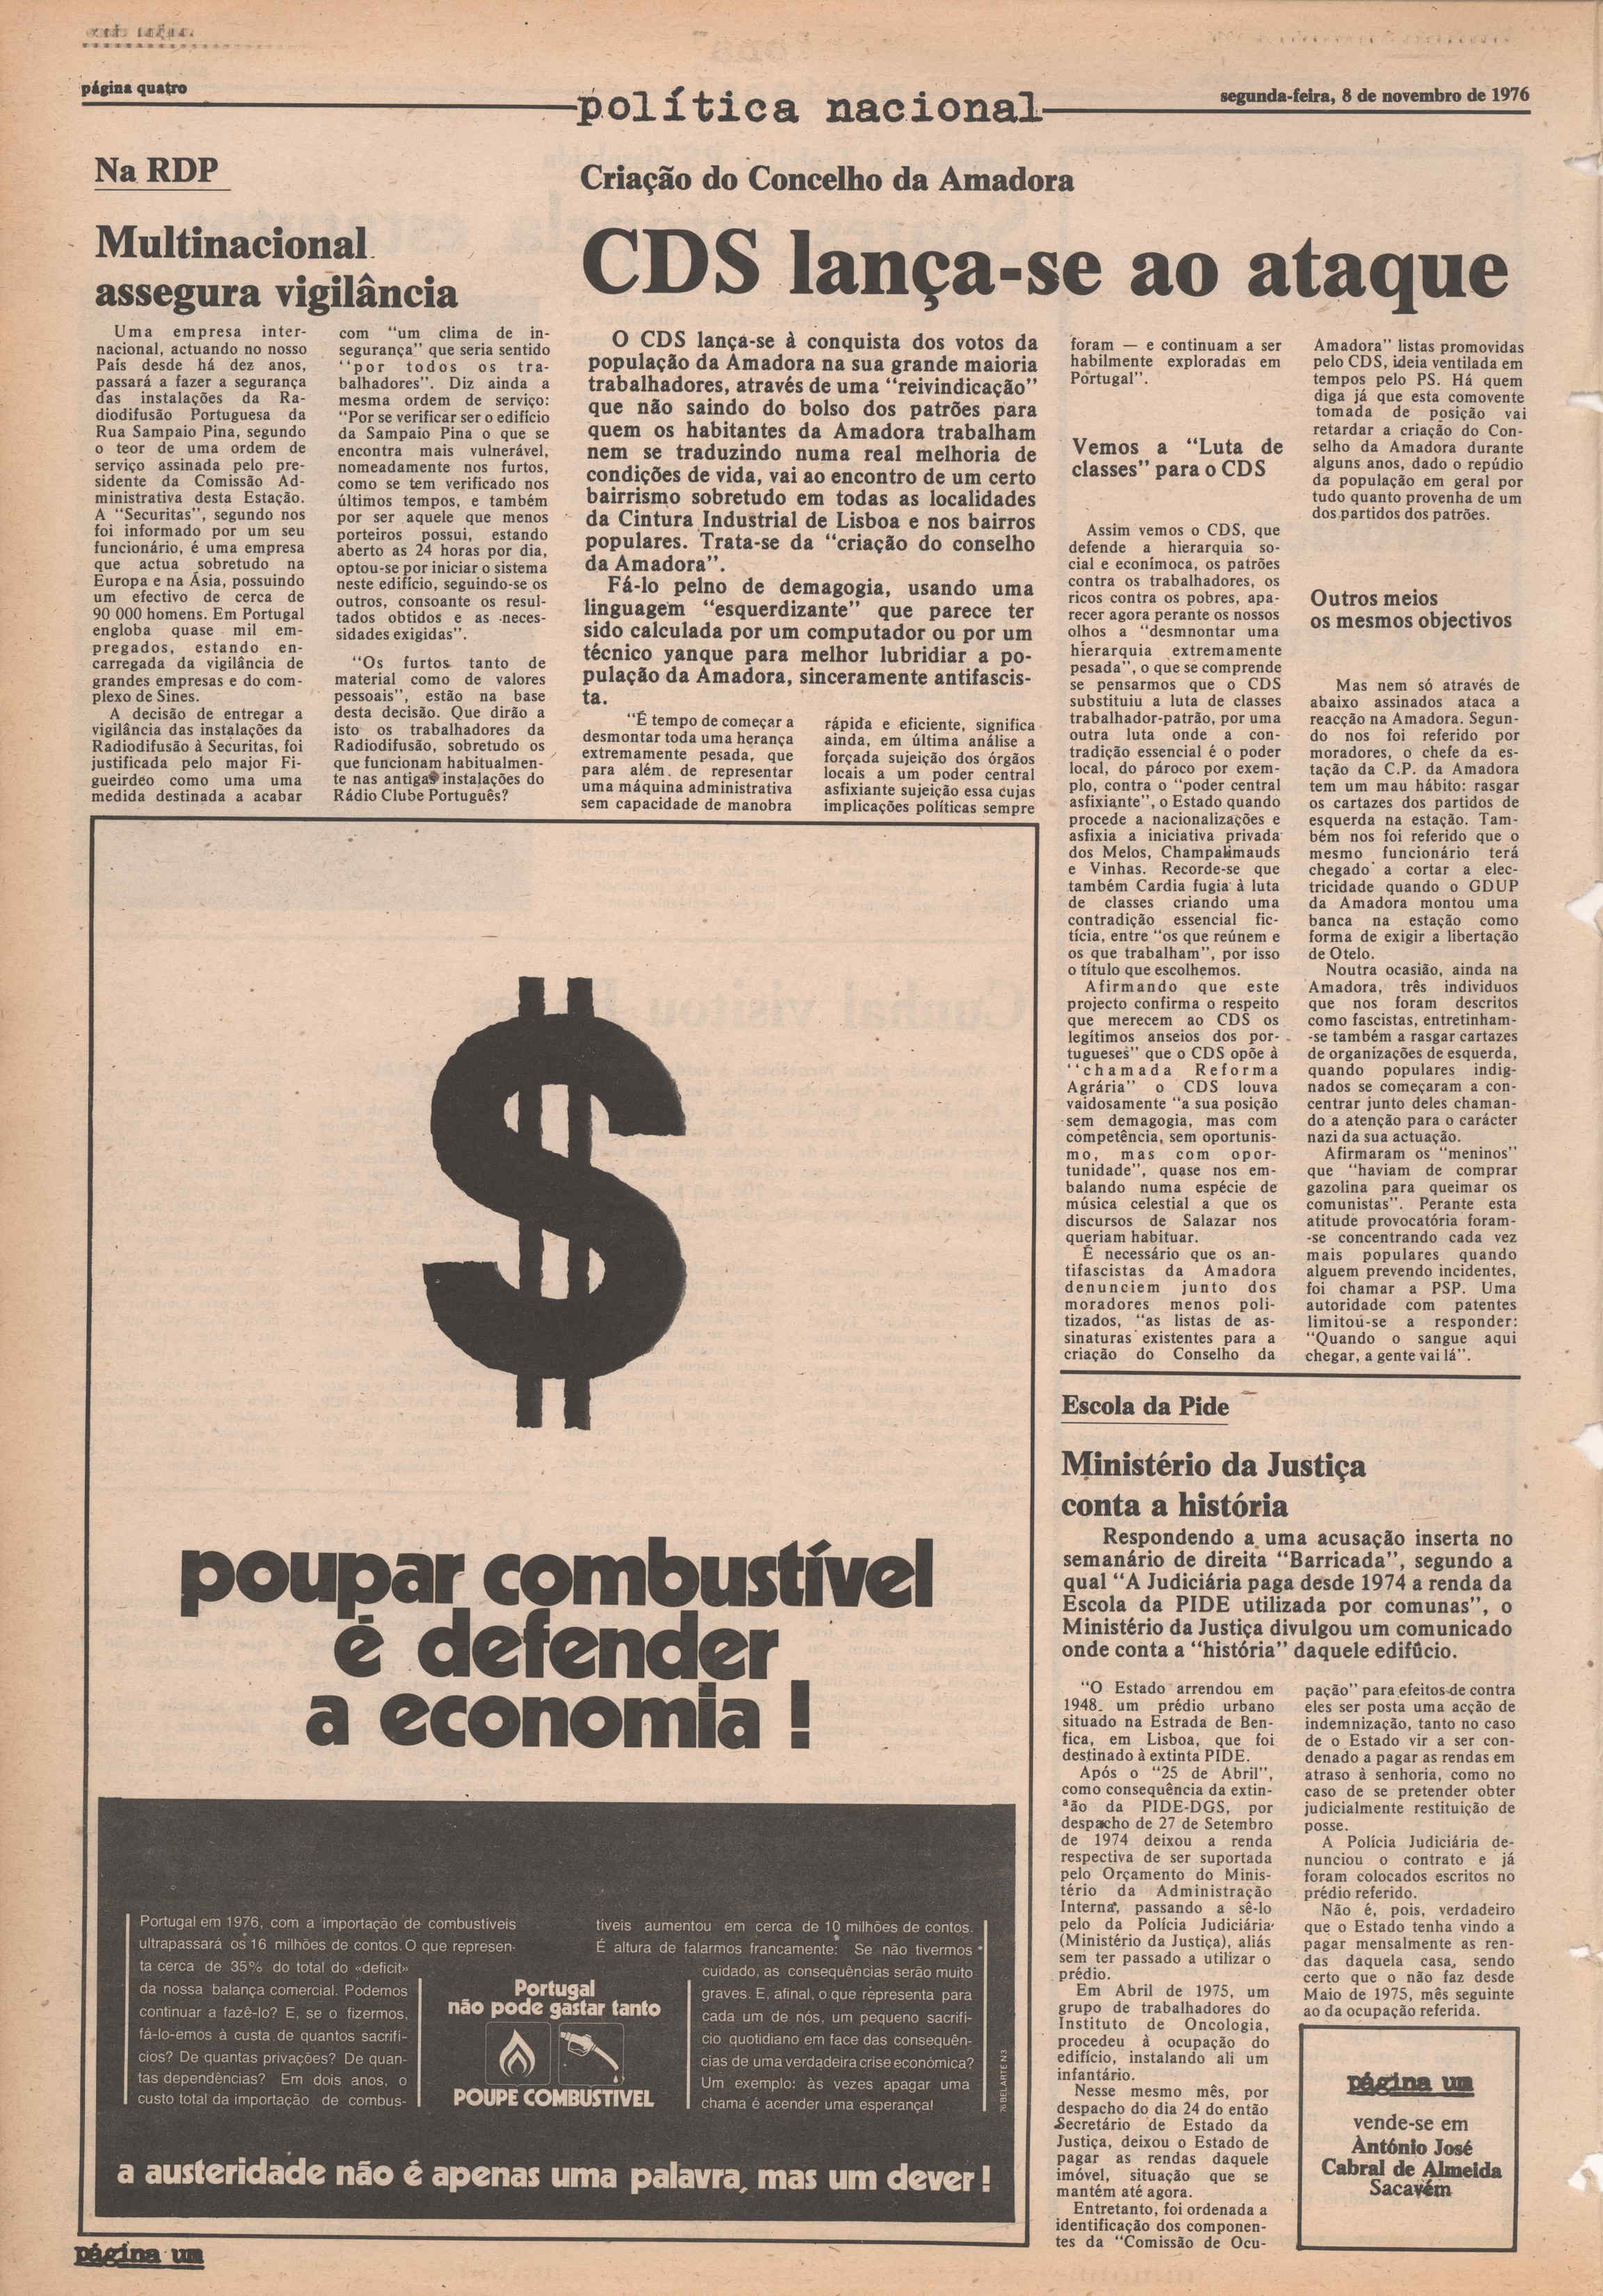 página quatro
política nacional
segunda-feira, 8 de novembro de 1976
Na RDP
Multinacional
assegura vigilância
Uma empresa inter-
nacional, actuando no nosso
País desde há dez anos,
passará a fazer a segurança
das instalações da Ra-
diodifusão Portuguesa da
Rua Sampaio Pina, segundo
o teor de uma ordem de
serviço assinada pelo pre-
sidente da Comissão Ad-
ministrativa desta Estação.
A "Securitas", segundo nos
foi informado por um seu
funcionário, é uma empresa
que actua sobretudo na
Europa e na Ásia, possuindo
um efectivo de cerca de
90 000 homens. Em Portugal
engloba quase mil em-
pregados, estando en-
carregada da vigilância de
grandes empresas e do com-
plexo de Sines.
A decisão de entregar a
vigilância das instalações da
Radiodifusão à Securitas, foi
justificada pelo major Fi-
gueirdeo como uma uma
medida destinada a acabar
com "um clima de in-
segurança" que seria sentido
"por todos os tra-
balhadores". Diz ainda a
mesma ordem de serviço:
"Por se verificar ser o edifício
da Sampaio Pina o que se
encontra mais vulnerável,
nomeadamente nos furtos,
como se tem verificado nos
últimos tempos, e também
por ser aquele que menos
porteiros possui, estando
aberto as 24 horas por dia,
optou-se por iniciar o sistema
neste edifício, seguindo-se os
outros, consoante os resul-
tados obtidos e as neces-
sidades exigidas".
"Os furtos tanto de
material como de valores
pessoais", estão na base
desta decisão. Que dirão a
isto os trabalhadores da
Radiodifusão, sobretudo os
que funcionam habitualmen-
te nas antigas instalações do
Rádio Clube Português?
Criação do Concelho da Amadora
CDS lança-se ao ataque
O CDS lança-se à conquista dos votos da
população da Amadora na sua grande maioria
trabalhadores, através de uma "reivindicação"
que não saindo do bolso dos patrões para
quem os habitantes da Amadora trabalham
nem se traduzindo numa real melhoria de
condições de vida, vai ao encontro de um certo
bairrismo sobretudo em todas as localidades
da Cintura Industrial de Lisboa e nos bairros
populares. Trata-se da "criação do conselho
da Amadora".
Fá-lo pelno de demagogia, usando uma
linguagem "esquerdizante" que parece ter
sido calculada por um computador ou por um
técnico yanque para melhor lubridiar a po-
pulação da Amadora, sinceramente antifascis-
ta.
"É tempo de começar a
desmontar toda uma herança
extremamente pesada, que
para além de representar
uma máquina administrativa
sem capacidade de manobra
rápida e eficiente, significa
ainda, em última análise a
forçada sujeição dos órgãos
locais a um poder central
asfixiante sujeição essa cujas
implicações políticas sempre
foram — e continuam a ser
habilmente exploradas em
Portugal".
Vemos a "Luta de
classes" para o CDS
Assim vemos o CDS, que
defende a hierarquia so-
cial e econímoca, os patrões
contra os trabalhadores, os
ricos contra os pobres, apa-
recer agora perante os nossos
olhos a "desmnontar uma
hierarquia extremamente
pesada", o que se comprende
se pensarmos que o CDS
substituiu a luta de classes
trabalhador-patrão, por uma
outra luta onde a con-
tradição essencial é o poder
local, do pároco por exem-
plo, contra o "poder central
asfixiante", o Estado quando
procede a nacionalizações e
asfixia a iniciativa privada
dos Melos, Champalimauds
e Vinhas. Recorde-se que
também Cardia fugia à luta
de classes criando uma
contradição essencial fic-
tícia, entre "os que reúnem e
os que trabalham", por isso
o título que escolhemos.
Afirmando que este
projecto confirma o respeito
que merecem ao CDS os
legítimos anseios dos por-
tugueses" que o CDS opõe à
"chamada Reforma
Agrária" o CDS louva
vaidosamente "a sua posição
sem demagogia, mas com
competência, sem oportunis-
mo, mas com opor-
tunidade", quase nos em-
balando numa espécie de
música celestial a que os
discursos de Salazar nos
queriam habituar.
É necessário que os an-
tifascistas da Amadora
denunciem junto dos
moradores menos poli-
tizados, "as listas de as-
sinaturas existentes para a
criação do Conselho da
Amadora" listas promovidas
pelo CDS, ideia ventilada em
tempos pelo PS. Há quem
diga já que esta comovente
tomada de posição vai
retardar a criação do Con-
selho da Amadora durante
alguns anos, dado o repúdio
da população em geral por
tudo quanto provenha de um
dos partidos dos patrões.
Outros meios
os mesmos objectivos
Mas nem só através de
abaixo assinados ataca a
reacção na Amadora. Segun-
do nos foi referido por
moradores, o chefe da es-
tação da C.P. da Amadora
tem um mau hábito: rasgar
os cartazes dos partidos de
esquerda na estação. Tam-
bém nos foi referido que o
mesmo funcionário terá
chegado a cortar a elec-
tricidade quando o GDUP
da Amadora montou uma
banca na estação como
forma de exigir a libertação
de Otelo.
Noutra ocasião, ainda na
Amadora, três individuos
que nos foram descritos
como fascistas, entretinham-
-se também a rasgar cartazes
de organizações de esquerda,
quando populares indig-
nados se começaram a con-
centrar junto deles chaman-
do a atenção para o carácter
nazi da sua actuação.
Afirmaram os "meninos"
que "haviam de comprar
gazolina para queimar os
comunistas". Perante esta
atitude provocatória foram-
-se concentrando cada vez
mais populares quando
alguem prevendo incidentes,
foi chamar a PSP. Uma
autoridade com patentes
limitou-se a responder:
"Quando o sangue aqui
chegar, a gente vai lá".
$
poupar combustível
é defender
a economia !
Portugal em 1976, com a importação de combustiveis
ultrapassará os 16 milhões de contos. O que represen-
ta cerca de 35% do total do «deficit»
da nossa balança comercial. Podemos
continuar a fazê-lo? E, se o fizermos,
fá-lo-emos à custa de quantos sacrifí-
cios? De quantas privações? De quan-
tas dependências? Em dois anos, o
custo total da importação de combus-
tiveis aumentou em cerca de 10 milhões de contos.
É altura de falarmos francamente: Se não tivermos
cuidado, as consequências serão muito
graves. E, afinal, o que representa para
cada um de nós, um pequeno sacrifí-
cio quotidiano em face das consequên-
cias de uma verdadeira crise económica?
Um exemplo: às vezes apagar uma
chama é acender uma esperança!
Portugal
não pode gastar tanto
POUPE COMBUSTIVEL
76 BELARTE N3
a austeridade não é apenas uma palavra, mas um dever !
Escola da Pide
Ministério da Justiça
conta a história
Respondendo a uma acusação inserta no
semanário de direita "Barricada", segundo a
qual "A Judiciária paga desde 1974 a renda da
Escola da PIDE utilizada por comunas", o
Ministério da Justiça divulgou um comunicado
onde conta a "história" daquele edifúcio.
"O Estado arrendou em
1948 um prédio urbano
situado na Estrada de Ben-
fica, em Lisboa, que foi
destinado à extinta PIDE.
Após o "25 de Abril",
como consequência da extin-
ªão da PIDE-DGS, por
despacho de 27 de Setembro
de 1974 deixou a renda
respectiva de ser suportada
pelo Orçamento do Minis-
tério da Administração
Interna, passando a sê-lo
pelo da Polícia Judiciária
(Ministério da Justiça), aliás
sem ter passado a utilizar o
prédio.
Em Abril de 1975, um
grupo de trabalhadores do
Instituto de Oncologia,
procedeu à ocupação do
edifício, instalando ali um
infantário.
Nesse mesmo mês, por
despacho do dia 24 do então
Secretário de Estado da
Justiça, deixou o Estado de
pagar as rendas daquele
imóvel, situação que se
mantém até agora.
Entretanto, foi ordenada a
identificação dos componen-
tes da "Comissão de Ocu-
pação" para efeitos de contra
eles ser posta uma acção de
indemnização, tanto no caso
de o Estado vir a ser con-
denado a pagar as rendas em
atraso à senhoria, como no
caso de se pretender obter
judicialmente restituição de
posse.
A Polícia Judiciária de-
nunciou o contrato e já
foram colocados escritos no
prédio referido.
Não é, pois, verdadeiro
que o Estado tenha vindo a
pagar mensalmente as ren-
das daquela casa, sendo
certo que o não faz desde
Maio de 1975, mês seguinte
ao da ocupação referida.
página um
vende-se em
António José
Cabral de Almeida
Sacavém
página um